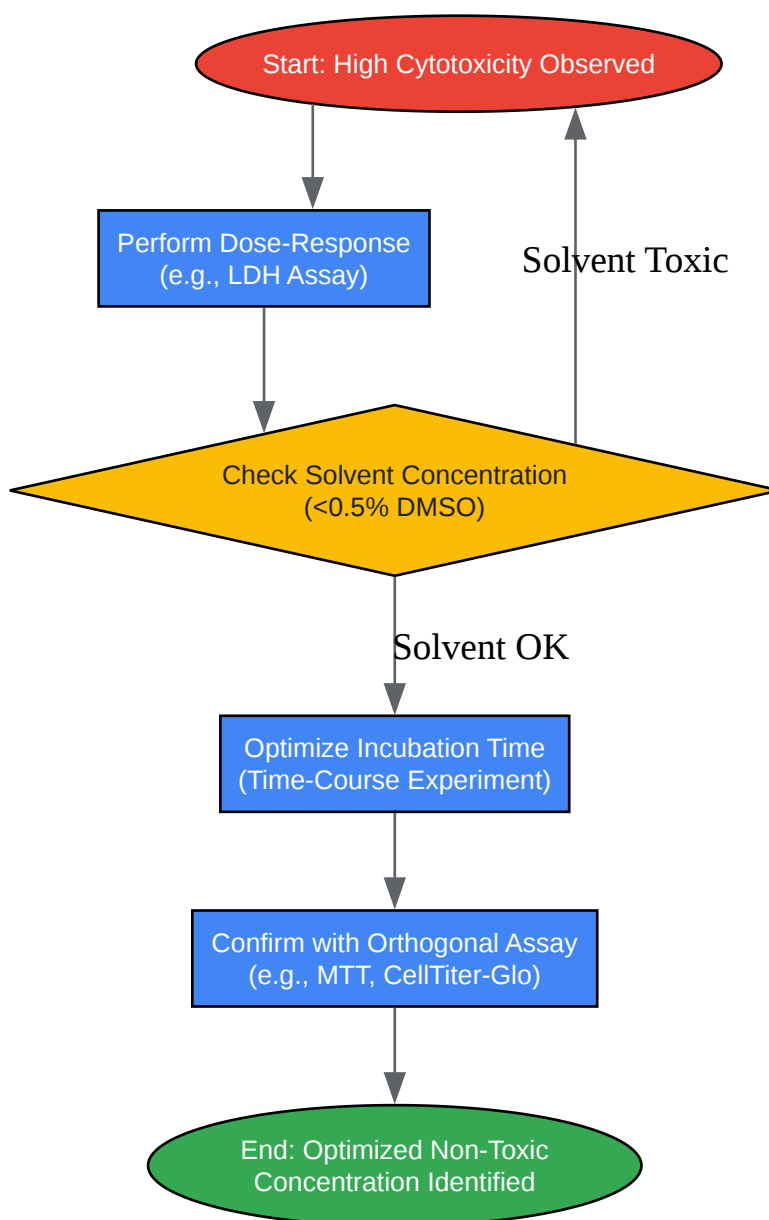 Start: High Cytotoxicity Observed
Perform Dose-Response
(e.g., LDH Assay)
Solvent Toxic
Check Solvent Concentration
(<0.5% DMSO)
Solvent OK
Optimize Incubation Time
(Time-Course Experiment)
Confirm with Orthogonal Assay
(e.g., MTT, CellTiter-Glo)
End: Optimized Non-Toxic
Concentration Identified